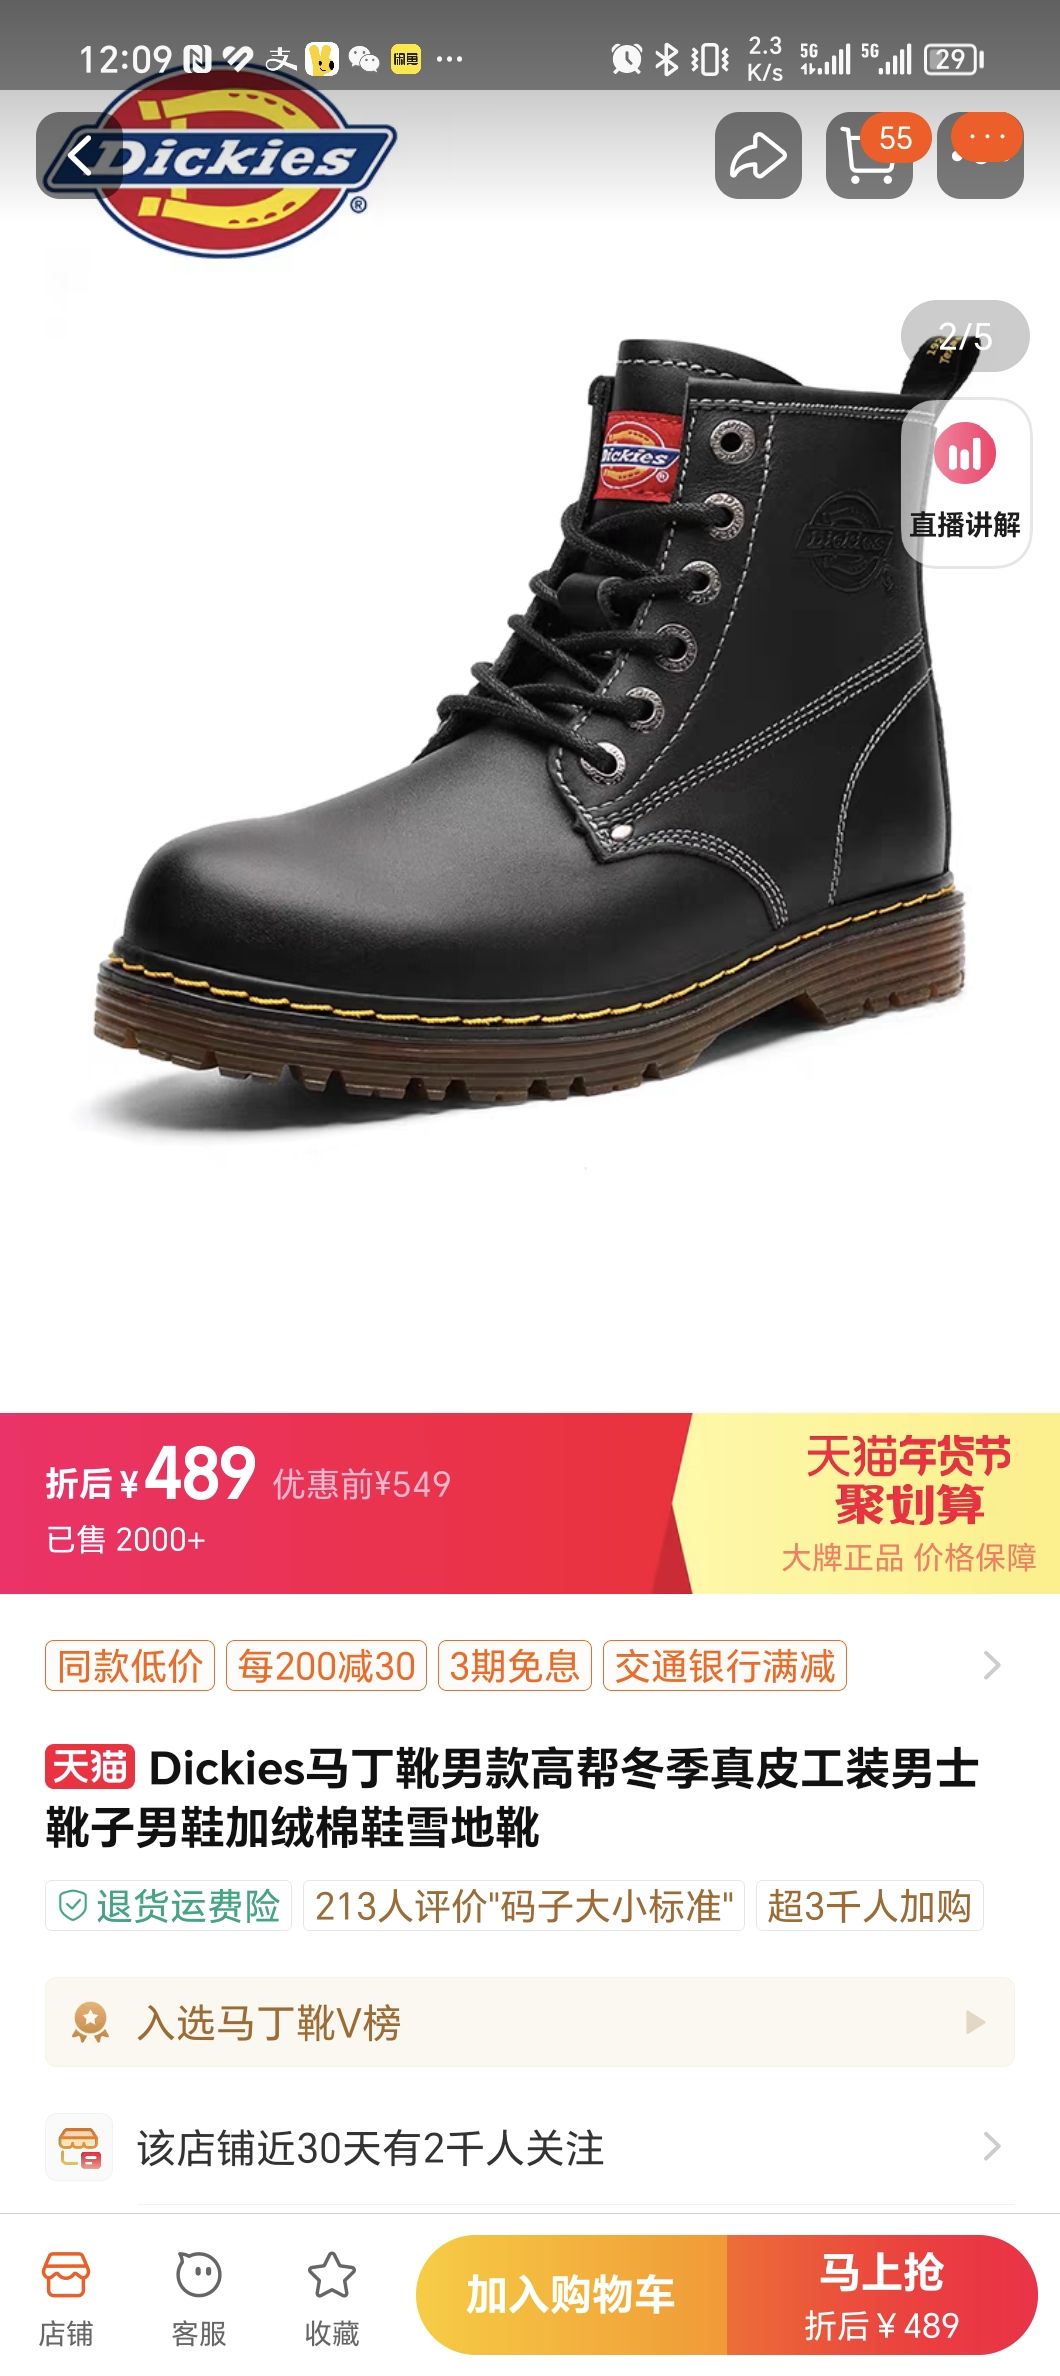 12:09
支
闲鱼
...
2.3
K/s
5G
5G
29
Dickies
®
55
...
2/5
Dickies
®
Dickies
直播讲解
折后¥489 优惠前¥549
已售 2000+
天猫年货节
聚划算
大牌正品 价格保障
同款低价 每200减30 3期免息 交通银行满减
天猫 Dickies马丁靴男款高帮冬季真皮工装男士
靴子男鞋加绒棉鞋雪地靴
退货运费险 213人评价"码子大小标准" 超3千人加购
入选马丁靴V榜
该店铺近30天有2千人关注
店铺 客服 收藏
加入购物车
马上抢
折后¥489